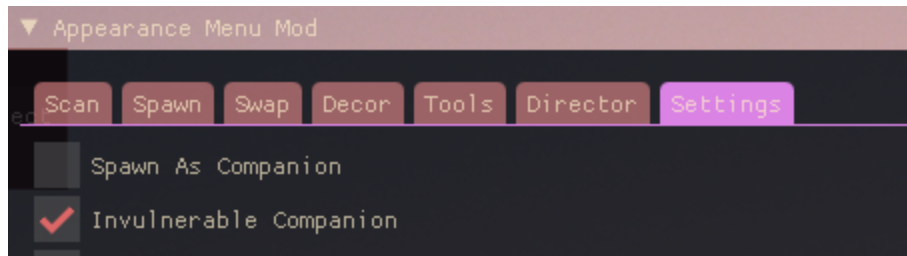 ▼ Appearance Menu Mod
Scan Spawn Swap Decor Tools Director Settings
Spawn As Companion
Invulnerable Companion